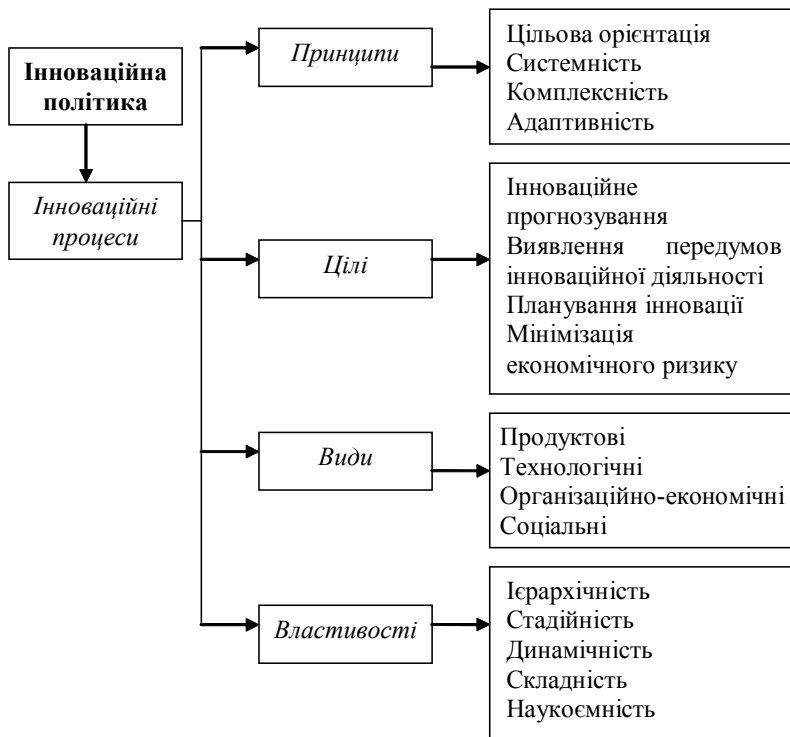 Інноваційна
політика
Інноваційні
процеси
Принципи
Цільова орієнтація
Системність
Комплексність
Адаптивність
Цілі
Інноваційне
прогнозування
Виявлення передумов
інноваційної діяльності
Планування інновації
Мінімізація
економічного ризику
Види
Продуктові
Технологічні
Організаційно-економічні
Соціальні
Властивості
Ієрархічність
Стадійність
Динамічність
Складність
Наукоємність